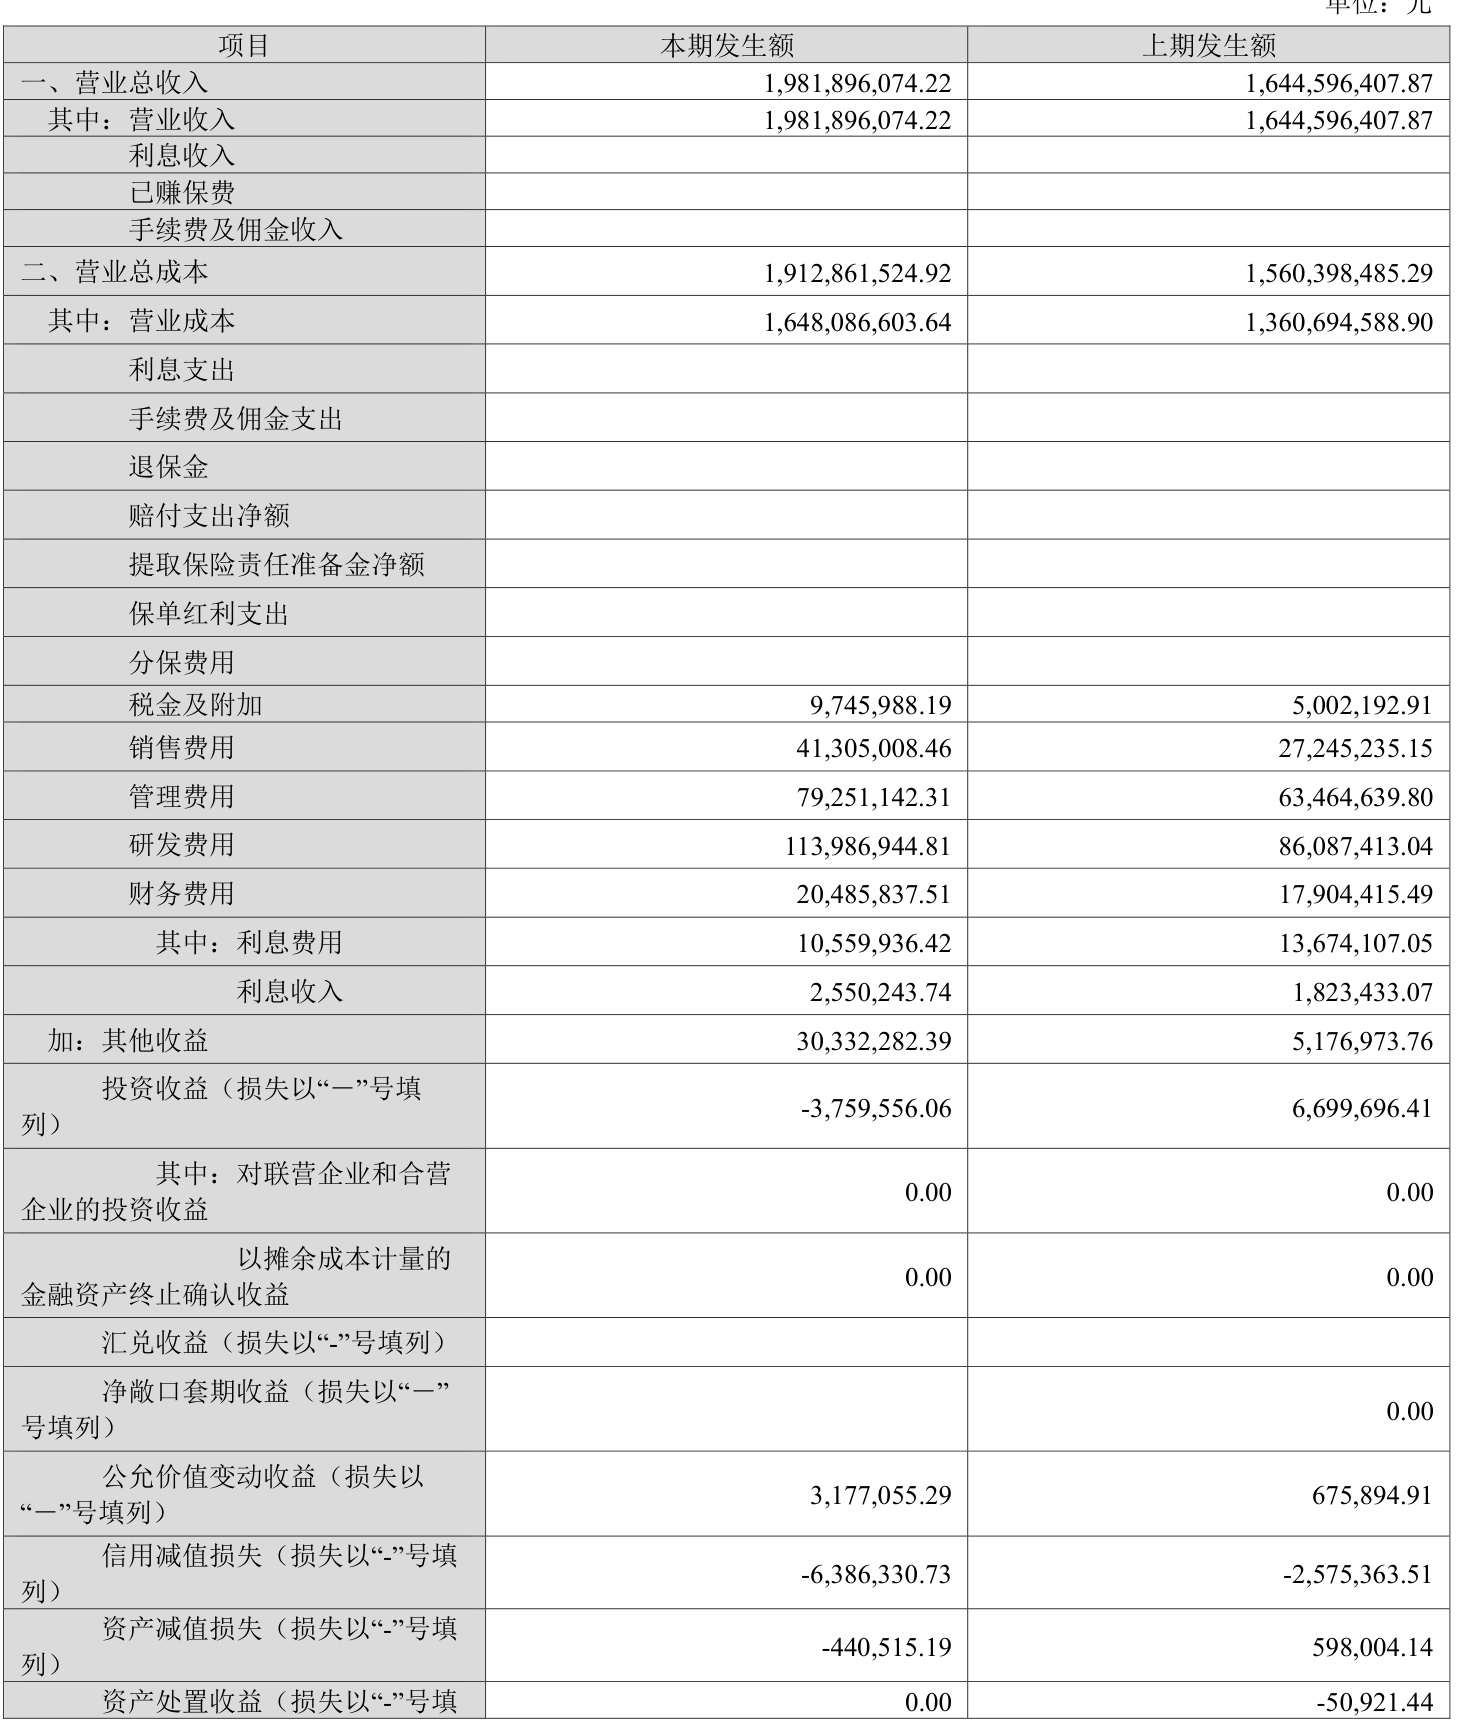 单位：元
项目 本期发生额 上期发生额
一、营业总收入 1,981,896,074.22 1,644,596,407.87
其中：营业收入 1,981,896,074.22 1,644,596,407.87
利息收入
已赚保费
手续费及佣金收入
二、营业总成本 1,912,861,524.92 1,560,398,485.29
其中：营业成本 1,648,086,603.64 1,360,694,588.90
利息支出
手续费及佣金支出
退保金
赔付支出净额
提取保险责任准备金净额
保单红利支出
分保费用
税金及附加 9,745,988.19 5,002,192.91
销售费用 41,305,008.46 27,245,235.15
管理费用 79,251,142.31 63,464,639.80
研发费用 113,986,944.81 86,087,413.04
财务费用 20,485,837.51 17,904,415.49
其中：利息费用 10,559,936.42 13,674,107.05
利息收入 2,550,243.74 1,823,433.07
加：其他收益 30,332,282.39 5,176,973.76
投资收益（损失以“－”号填
列） -3,759,556.06 6,699,696.41
其中：对联营企业和合营
企业的投资收益 0.00 0.00
以摊余成本计量的
金融资产终止确认收益 0.00 0.00
汇兑收益（损失以“-”号填列）
净敞口套期收益（损失以“－”
号填列） 0.00
公允价值变动收益（损失以
“－”号填列） 3,177,055.29 675,894.91
信用减值损失（损失以“-”号填
列） -6,386,330.73 -2,575,363.51
资产减值损失（损失以“-”号填
列） -440,515.19 598,004.14
资产处置收益（损失以“-”号填 0.00 -50,921.44